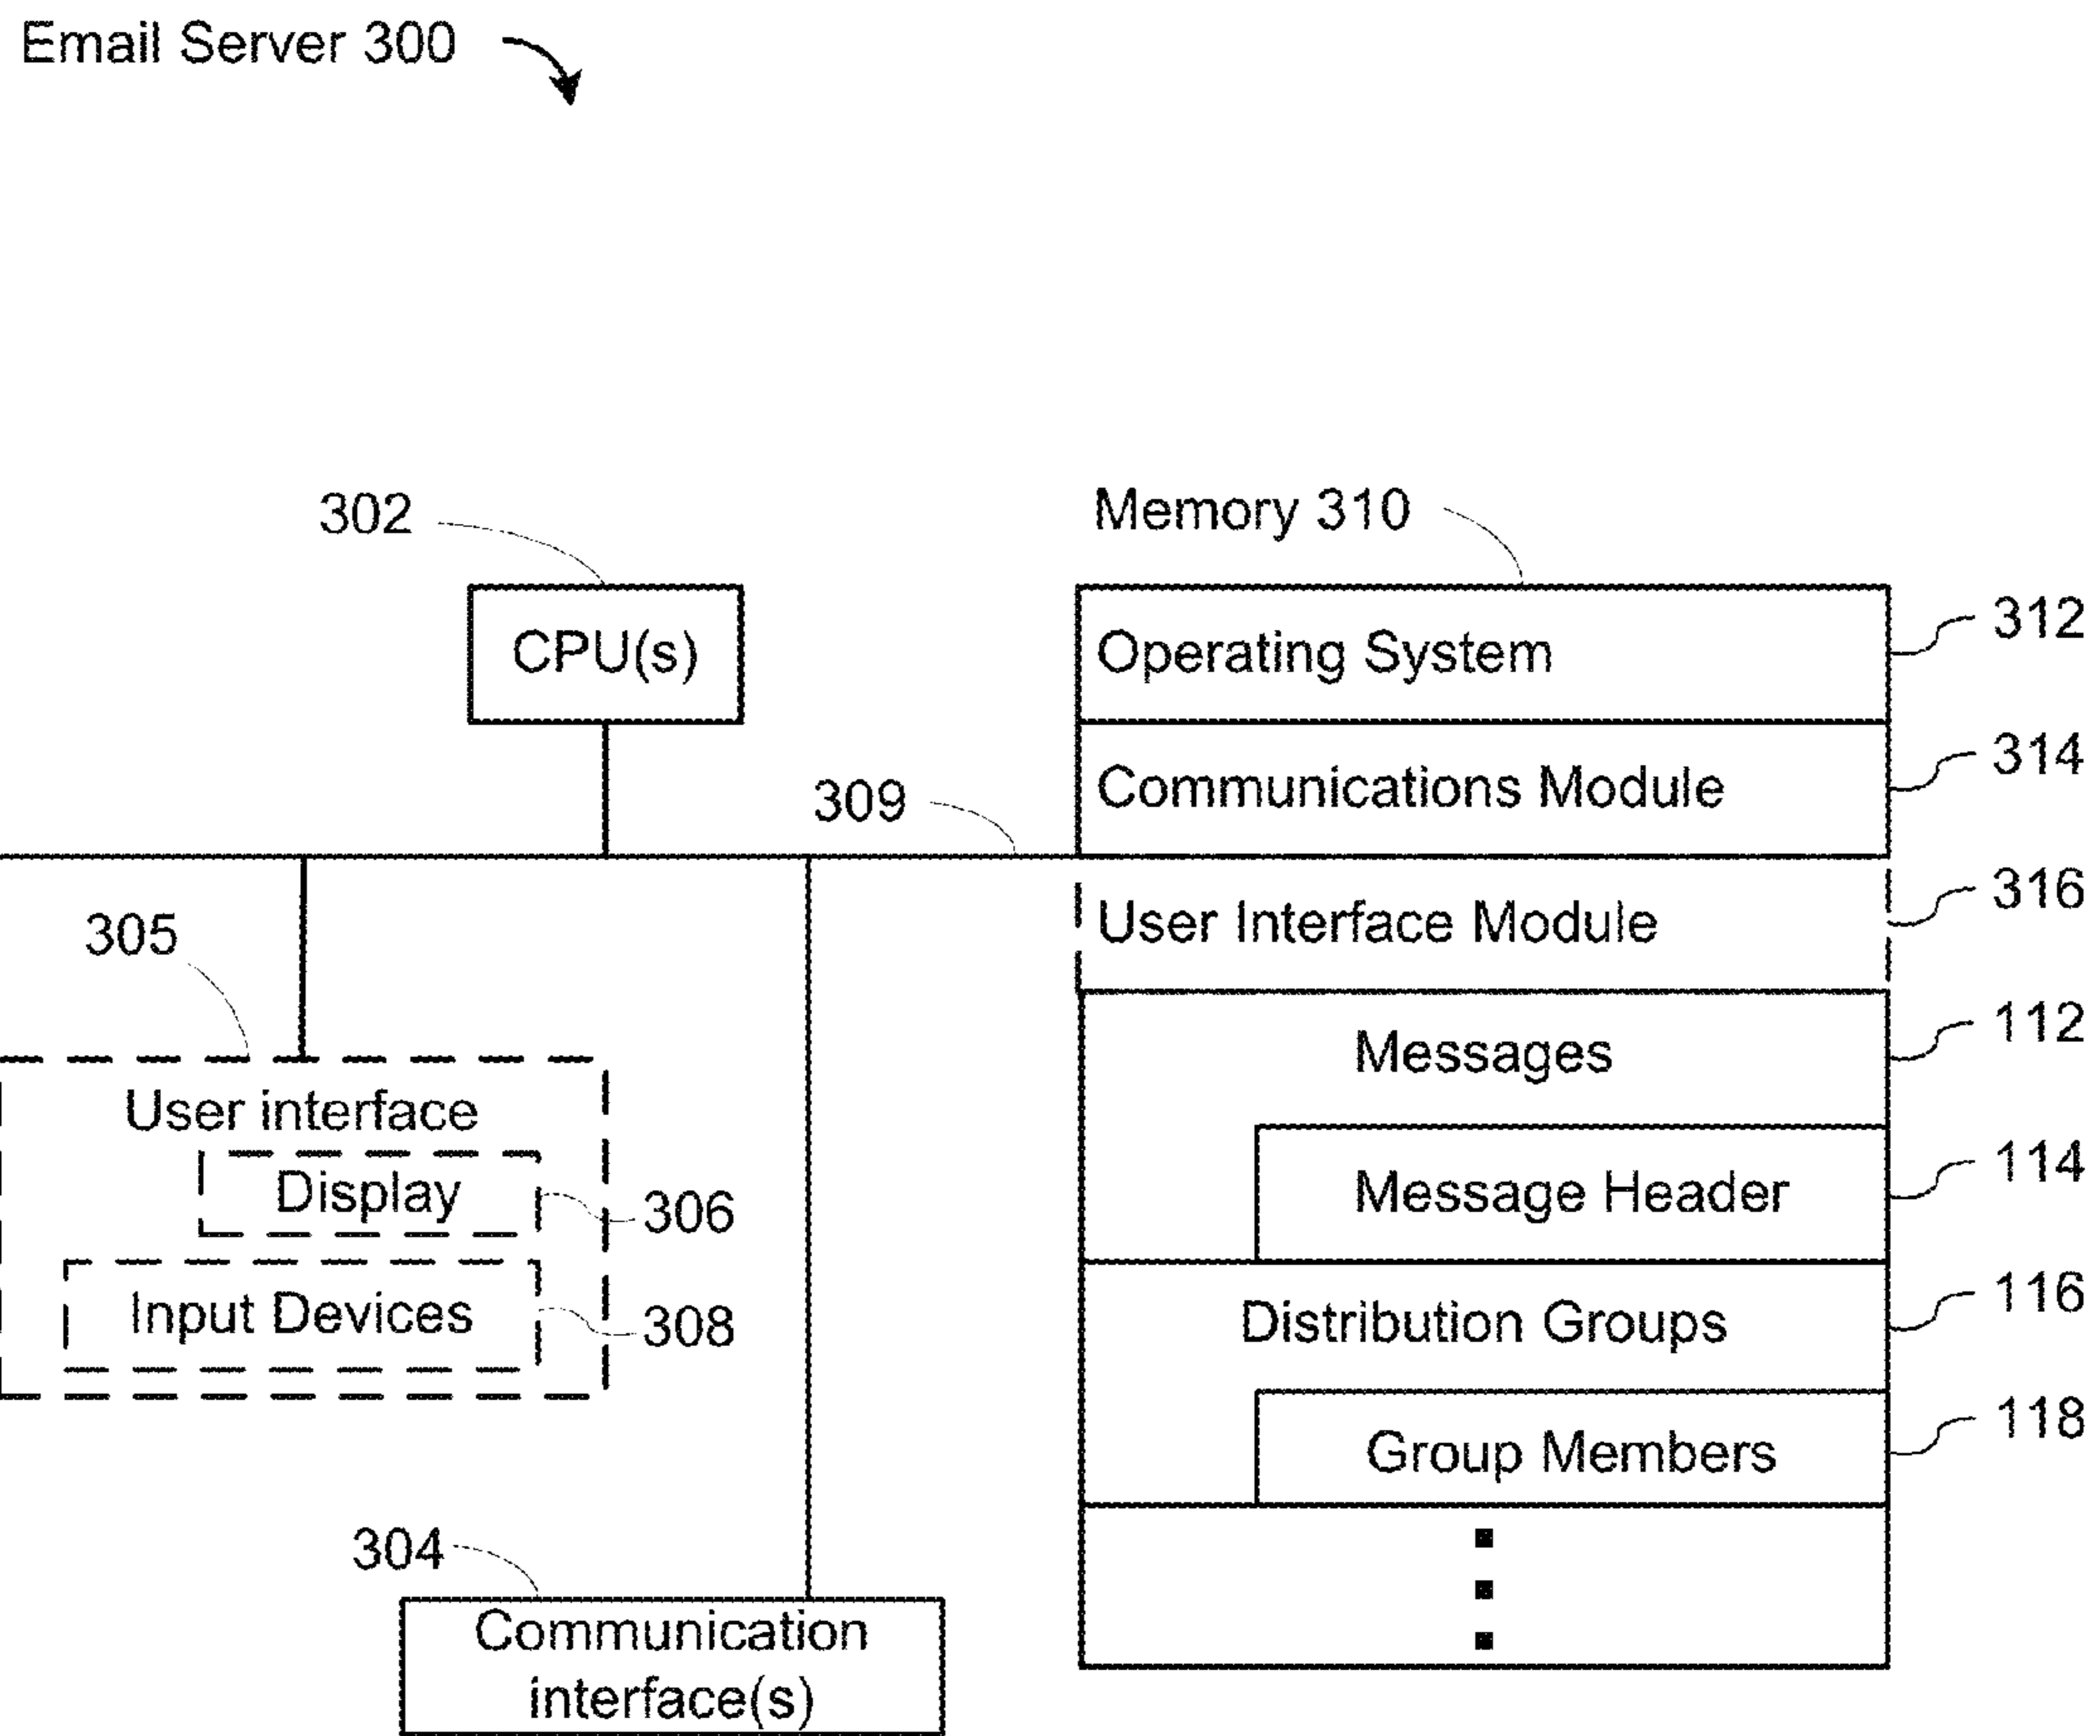 Email Server 300
302
Memory 310
CPU(s)
Operating System
312
Communications Module
314
309
User Interface Module
316
305
Messages
112
User interface
Display
306
Message Header
114
Input Devices
308
Distribution Groups
116
Group Members
118
304
Communication
interface(s)